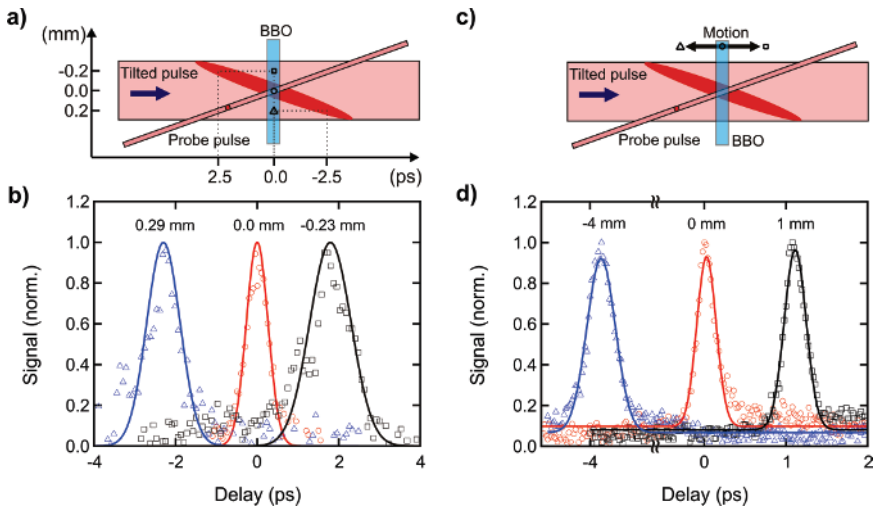 a)
(mm)
BBO
-0.2
0.0
0.2
Tilted pulse
Probe pulse
2.5 0.0 -2.5 (ps)
b)
1.2
1.0
0.8
0.6
0.4
0.2
0.0
Signal (norm.)
0.29 mm 0.0 mm -0.23 mm
-4 -2 0 2 4
Delay (ps)
c)
Motion
Tilted pulse
Probe pulse
BBO
d)
1.2
1.0
0.8
0.6
0.4
0.2
0.0
Signal (norm.)
-4 mm 0 mm 1 mm
-4 0 1 2
Delay (ps)